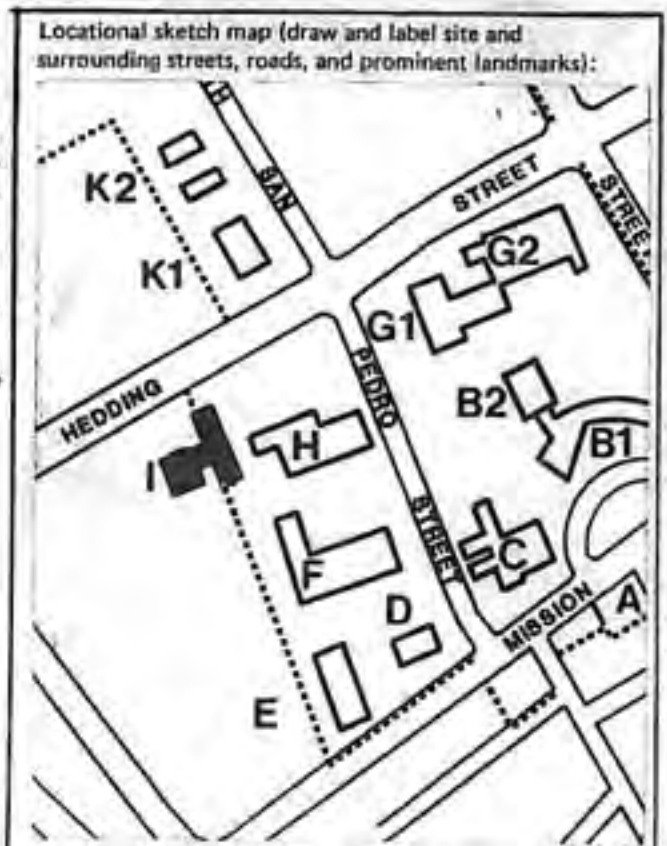 Locational sketch map (draw and label site and
surrounding streets, roads, and prominent landmarks):
SAN
STREET
STREET
K2
K1
G2
G1
PEDRO
HEDDING
B2
H
B1
I
STREET
F
C
D
MISSION
A
E